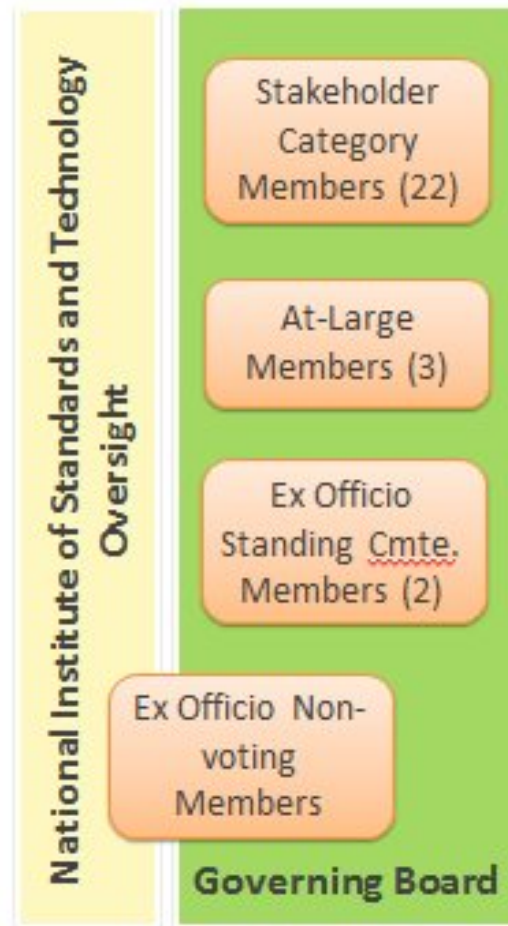 National Institute of Standards and Technology
Oversight
Stakeholder
Category
Members (22)
At-Large
Members (3)
Ex Officio
Standing Cmte.
Members (2)
Ex Officio Non-
voting
Members
Governing Board